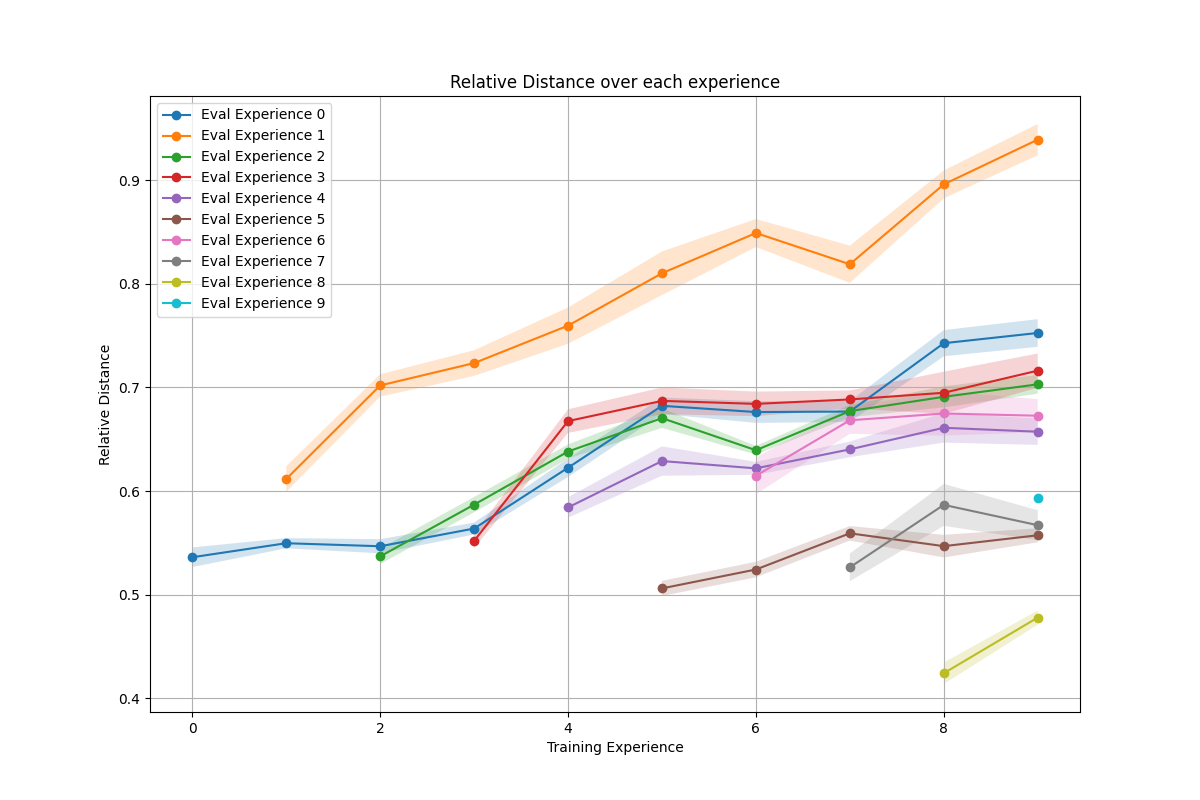 Relative Distance over each experience
Eval Experience 0
Eval Experience 1
Eval Experience 2
Eval Experience 3
Eval Experience 4
Eval Experience 5
Eval Experience 6
Eval Experience 7
Eval Experience 8
Eval Experience 9
Relative Distance
0.9
0.8
0.7
0.6
0.5
0.4
0 2 4 6 8
Training Experience